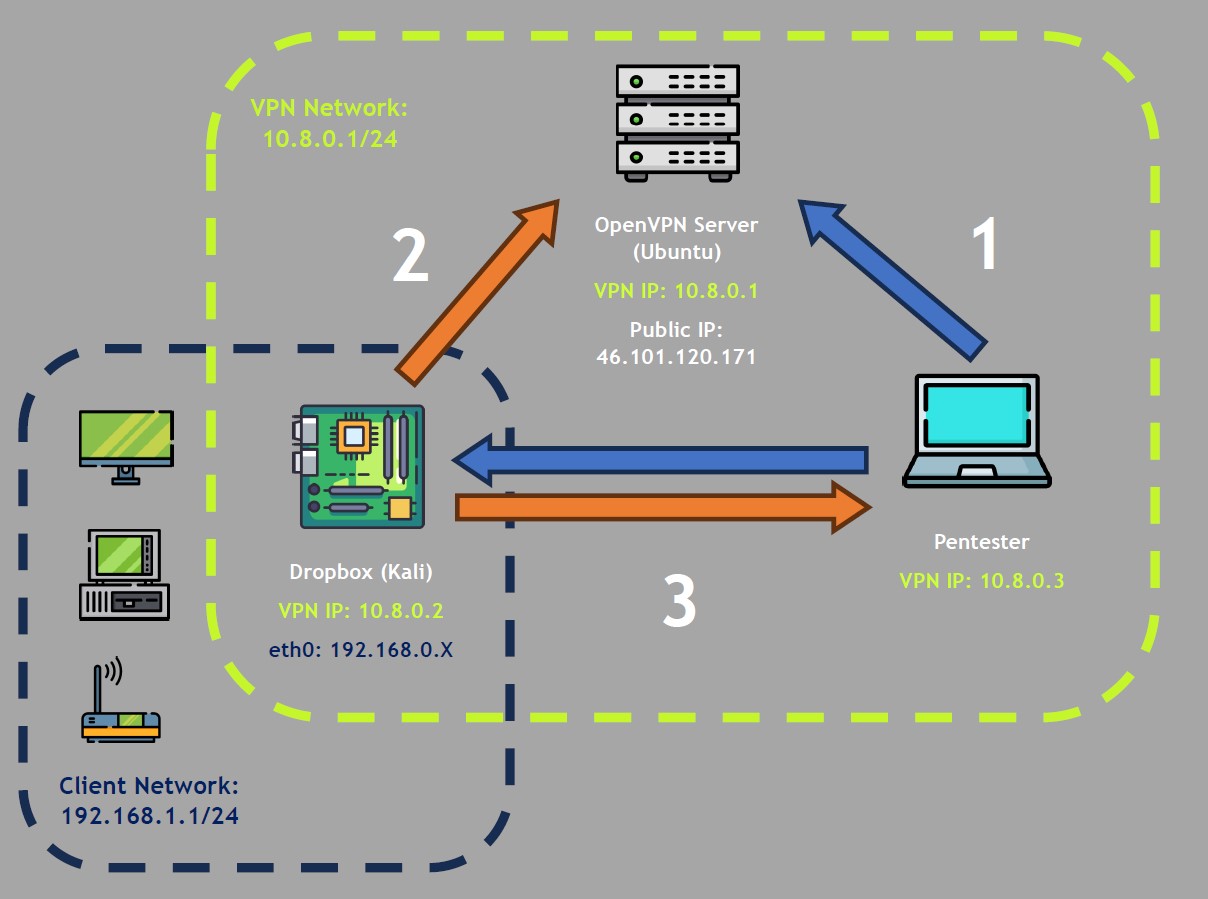 VPN Network:
10.8.0.1/24
OpenVPN Server
(Ubuntu)
VPN IP: 10.8.0.1
Public IP:
46.101.120.171
1
2
Dropbox (Kali)
VPN IP: 10.8.0.2
eth0: 192.168.0.X
3
Pentester
VPN IP: 10.8.0.3
Client Network:
192.168.1.1/24